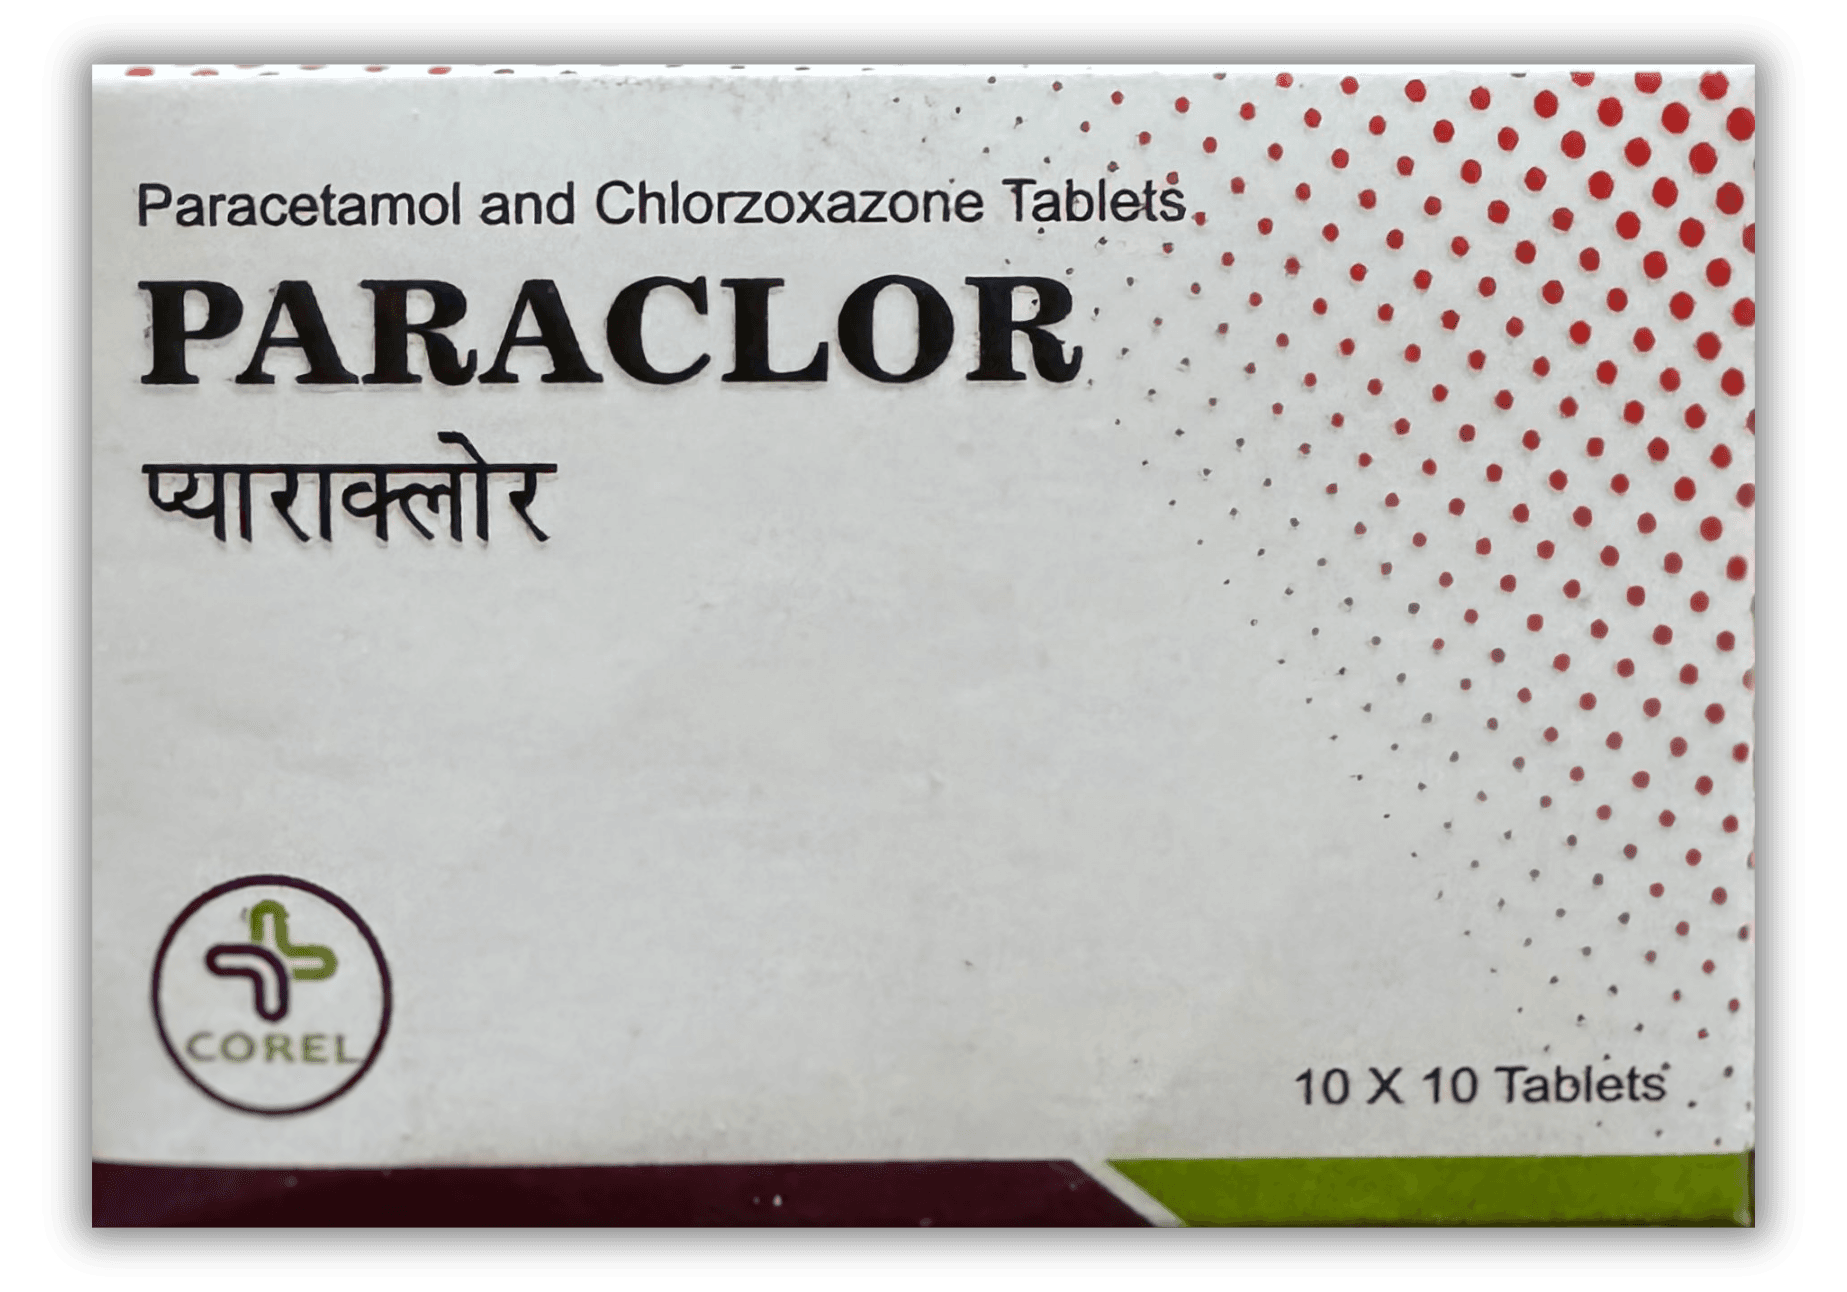 Paracetamol and Chlorzoxazone Tablets
PARACLOR
प्याराक्लोर
COREL
10 X 10 Tablets